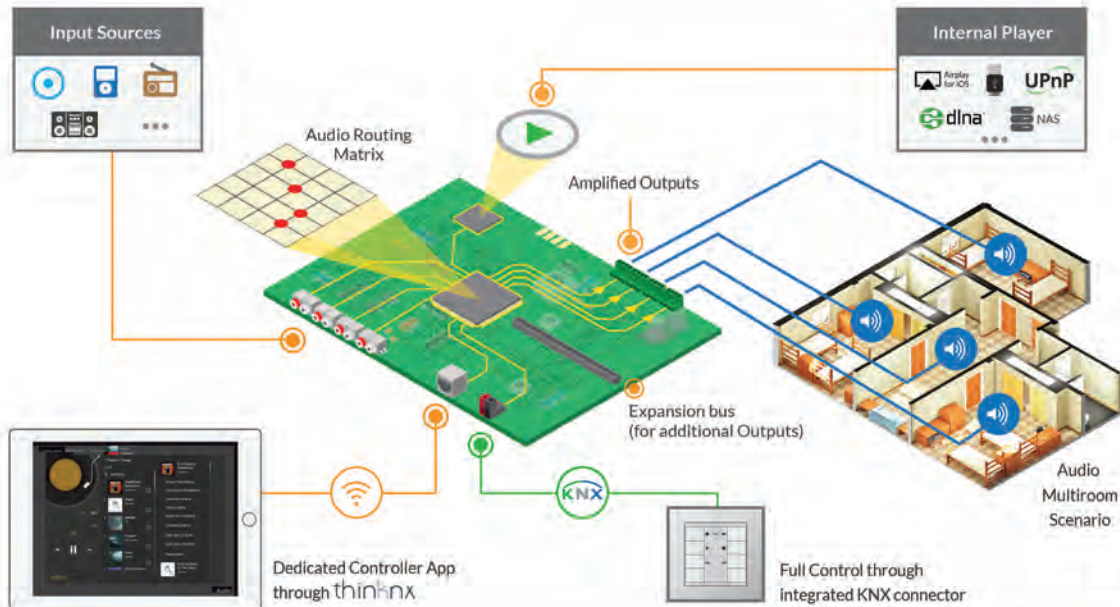 Input Sources
Internal Player
Airplay
for iOS
UPnP
dlna
NAS
Audio Routing
Matrix
Amplified Outputs
Expansion bus
(for additional Outputs)
KNX
Audio
Multiroom
Scenario
Dedicated Controller App
through thinknx
Full Control through
integrated KNX connector